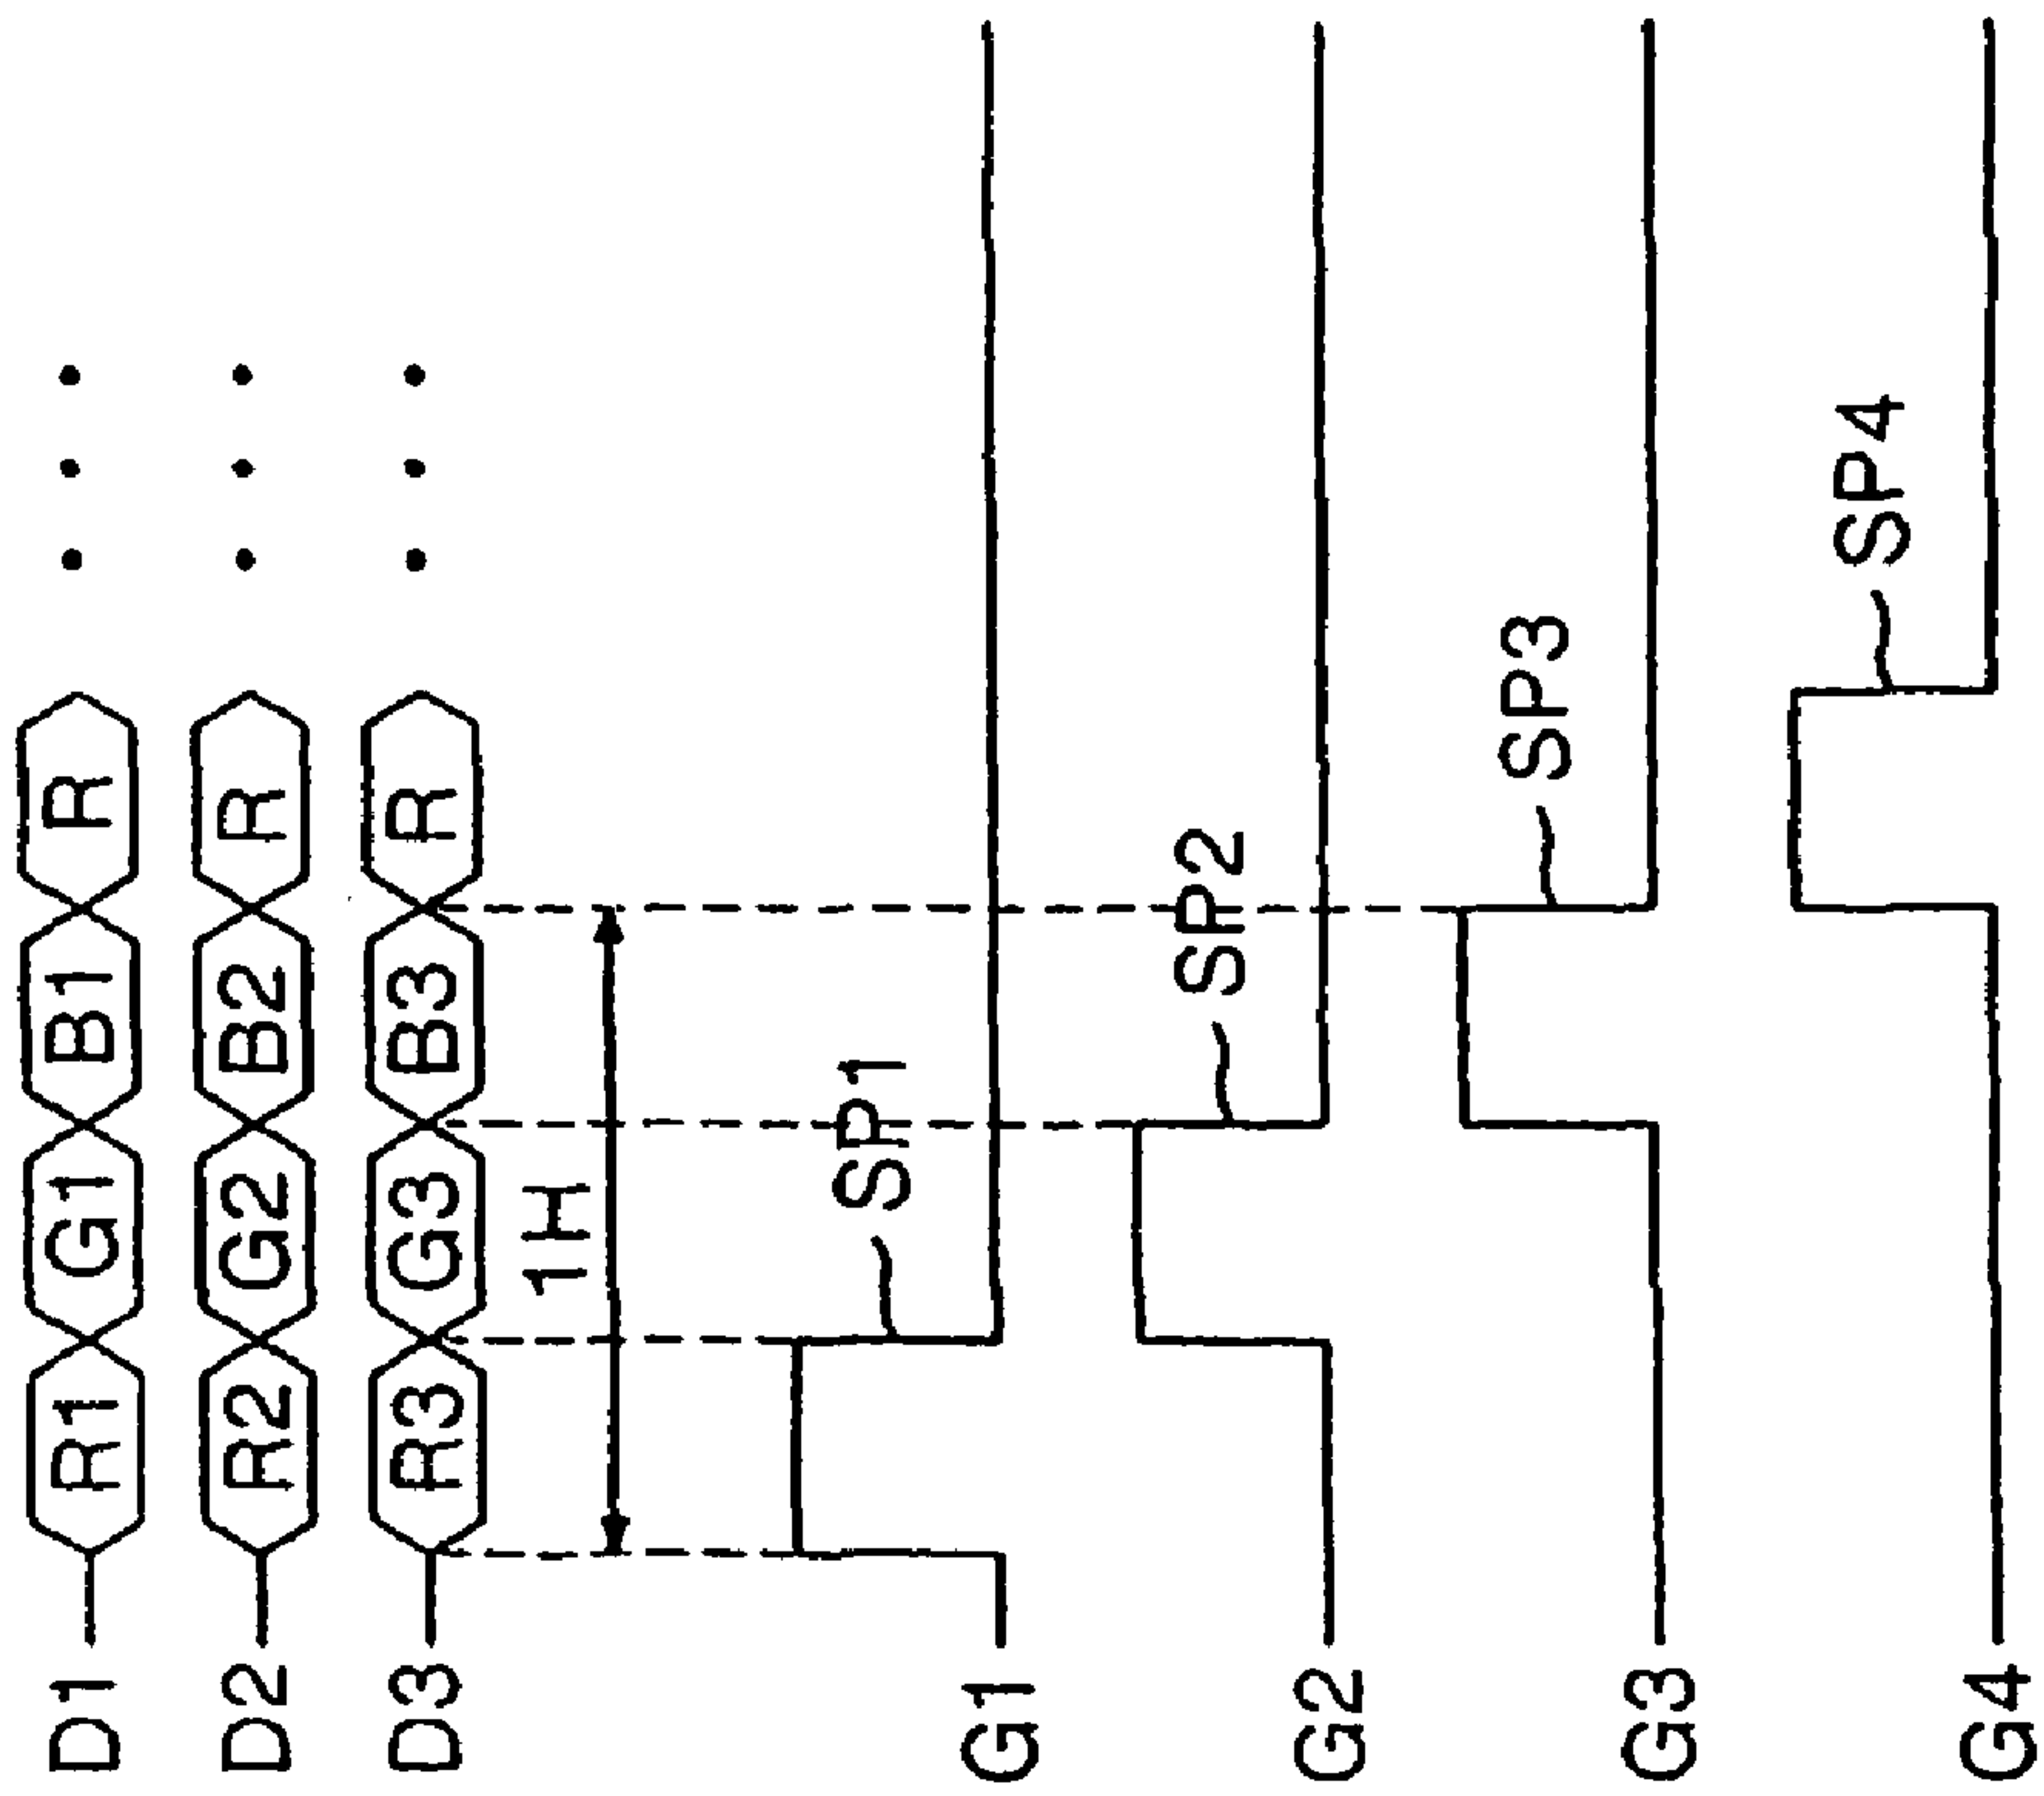 D1 R1 G1 B1 R
D2 R2 G2 B2 R
D3 R3 G3 B3 R
1H
SP1
G1
SP2
G2
SP3
G3
SP4
G4